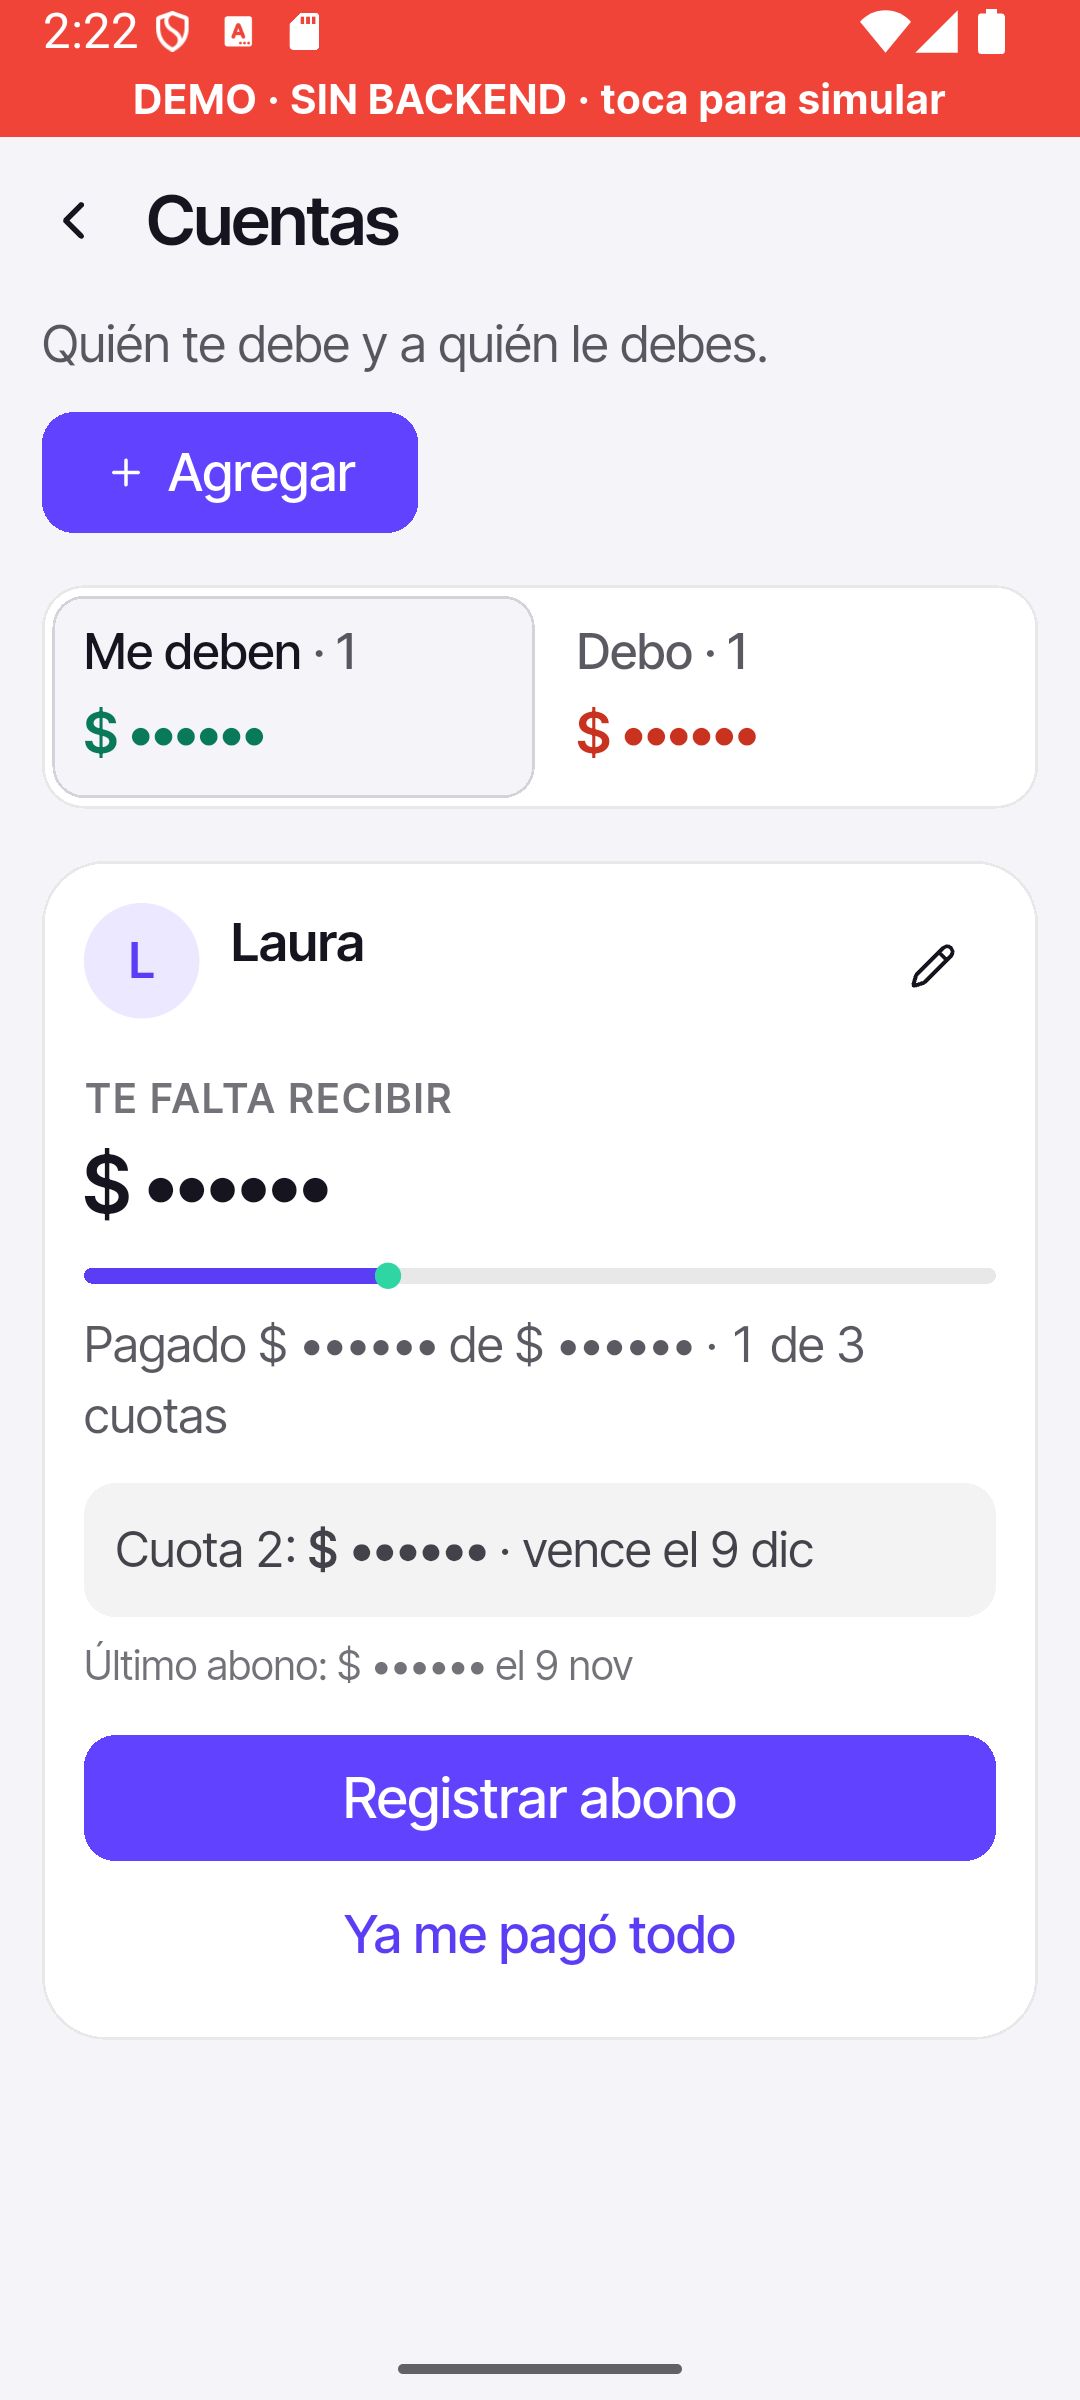 2:22
DEMO · SIN BACKEND · toca para simular
Cuentas
Quién te debe y a quién le debes.
+ Agregar
Me deben · 1
$ ••••••
Debo · 1
$ ••••••
L
Laura
TE FALTA RECIBIR
$ ••••••
Pagado $ •••••• de $ •••••• · 1 de 3
cuotas
Cuota 2: $ •••••• · vence el 9 dic
Último abono: $ •••••• el 9 nov
Registrar abono
Ya me pagó todo